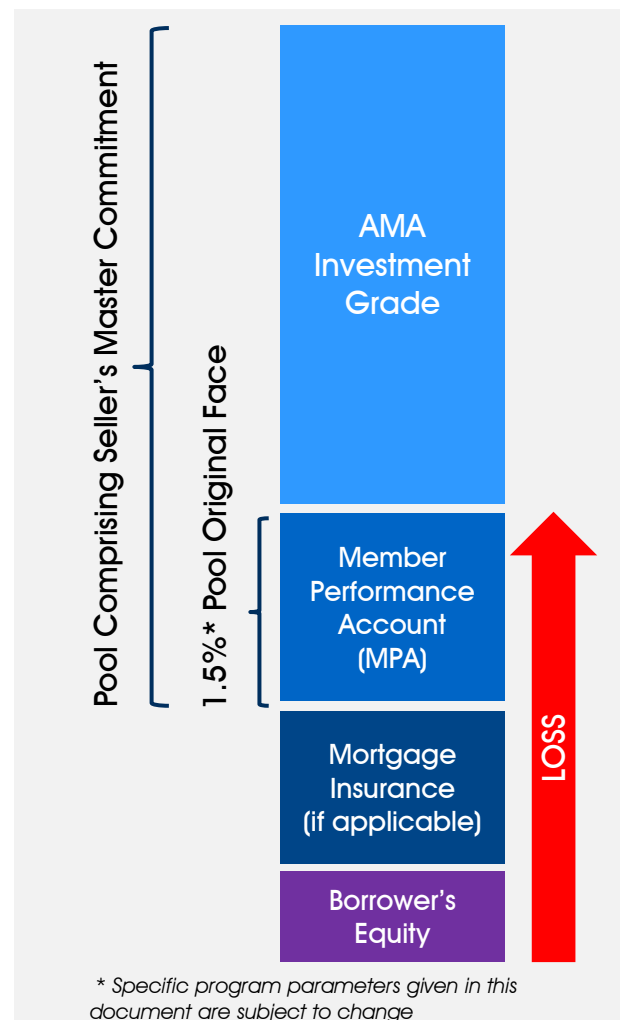 Pool Comprising Seller’s Master Commitment
1.5%* Pool Original Face
AMA
Investment
Grade
Member
Performance
Account
(MPA)
Mortgage
Insurance
(if applicable)
Borrower’s
Equity
LOSS
* Specific program parameters given in this
document are subject to change